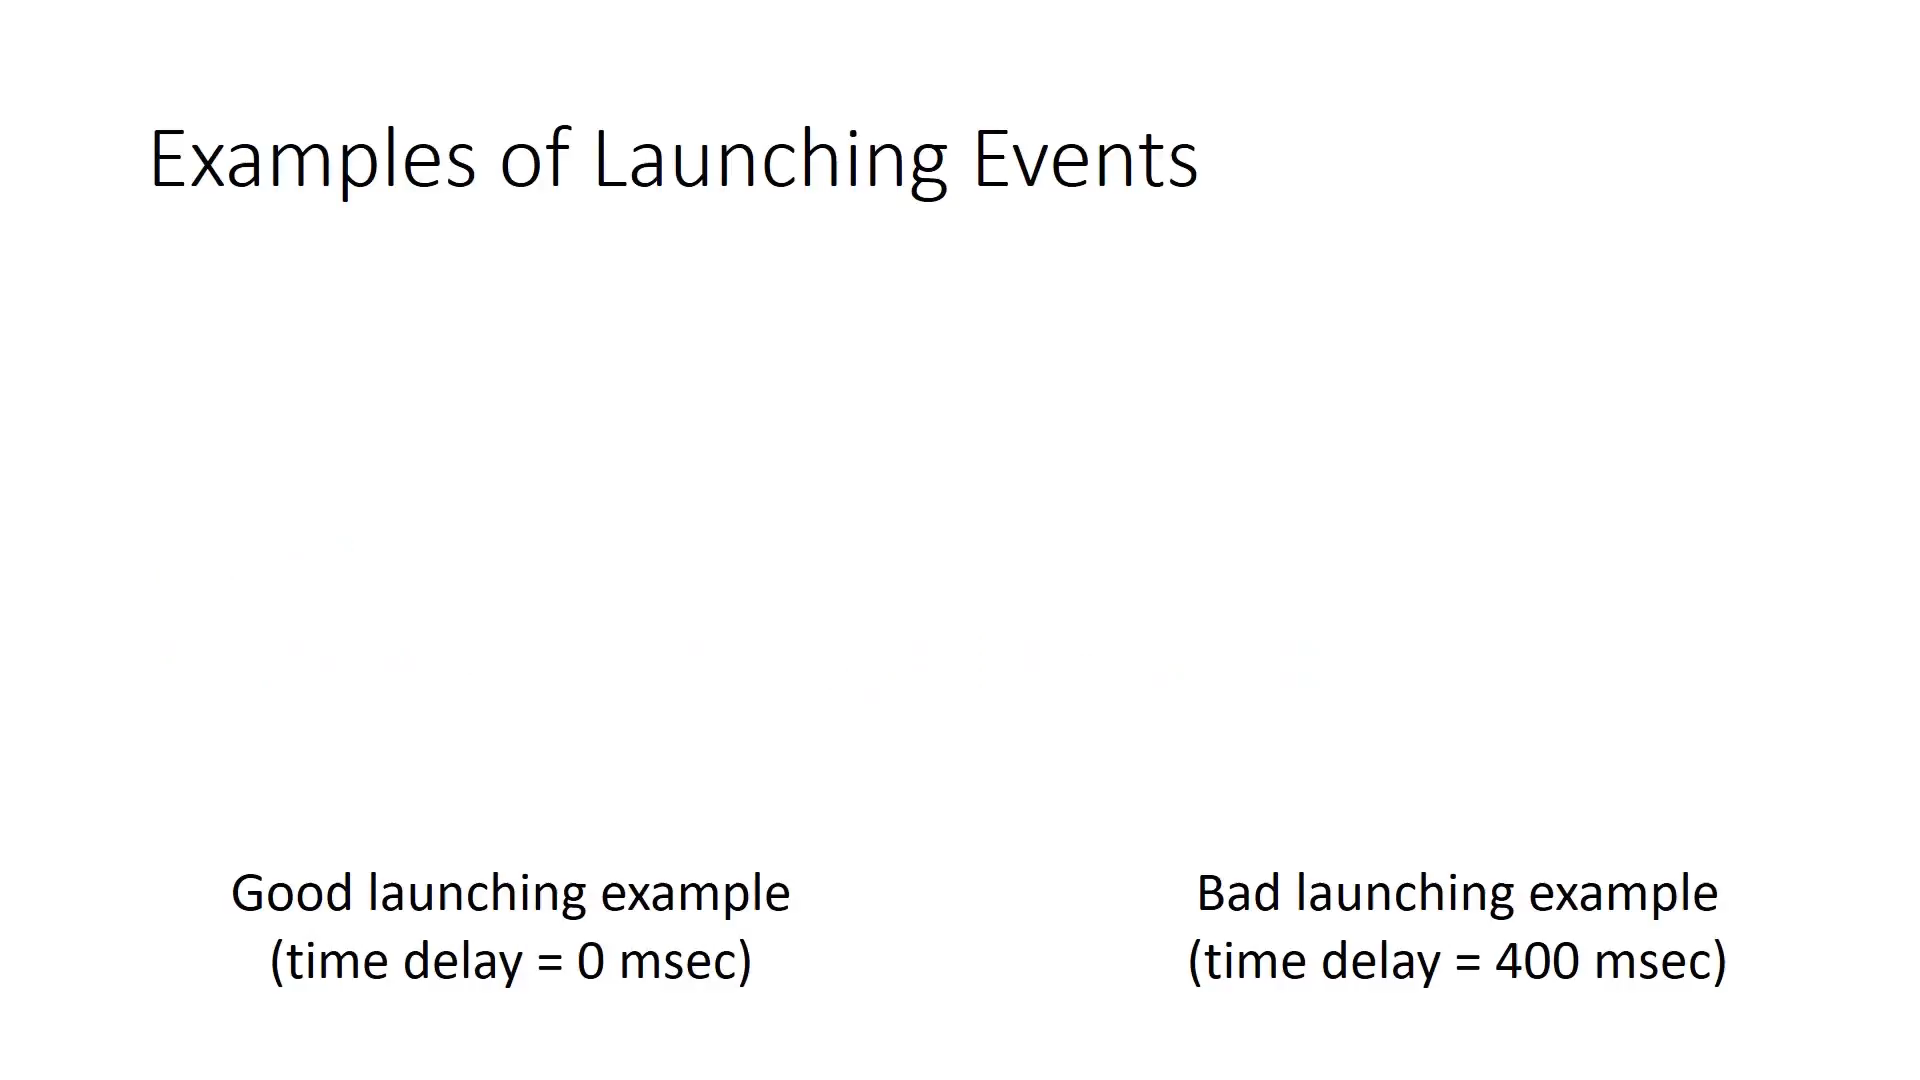 Examples of Launching Events
Good launching example
(time delay = 0 msec)
Bad launching example
(time delay = 400 msec)